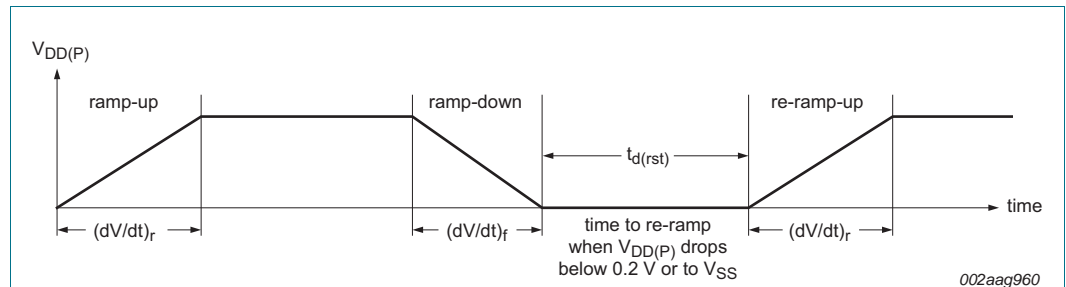 VDD(P)
ramp-up
ramp-down
re-ramp-up
td(rst)
time
(dV/dt)r
(dV/dt)f
time to re-ramp
when VDD(P) drops
below 0.2 V or to VSS
(dV/dt)r
002aag960